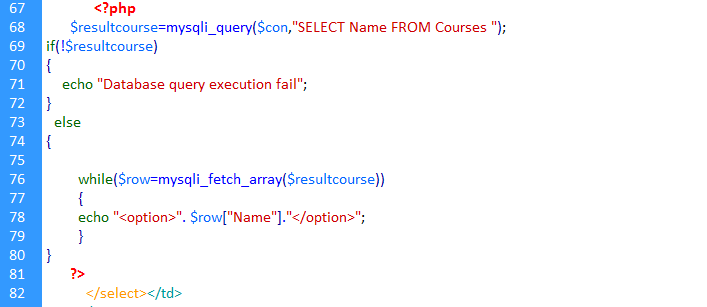 67 <?php
68 $resultcourse=mysqli_query($con,"SELECT Name FROM Courses ");
69 if(!$resultcourse)
70 {
71 echo "Database query execution fail";
72 }
73 else
74 {
75
76 while($row=mysqli_fetch_array($resultcourse))
77 {
78 echo "<option>". $row["Name"]."</option>";
79 }
80 }
81 ?>
82 </select></td>